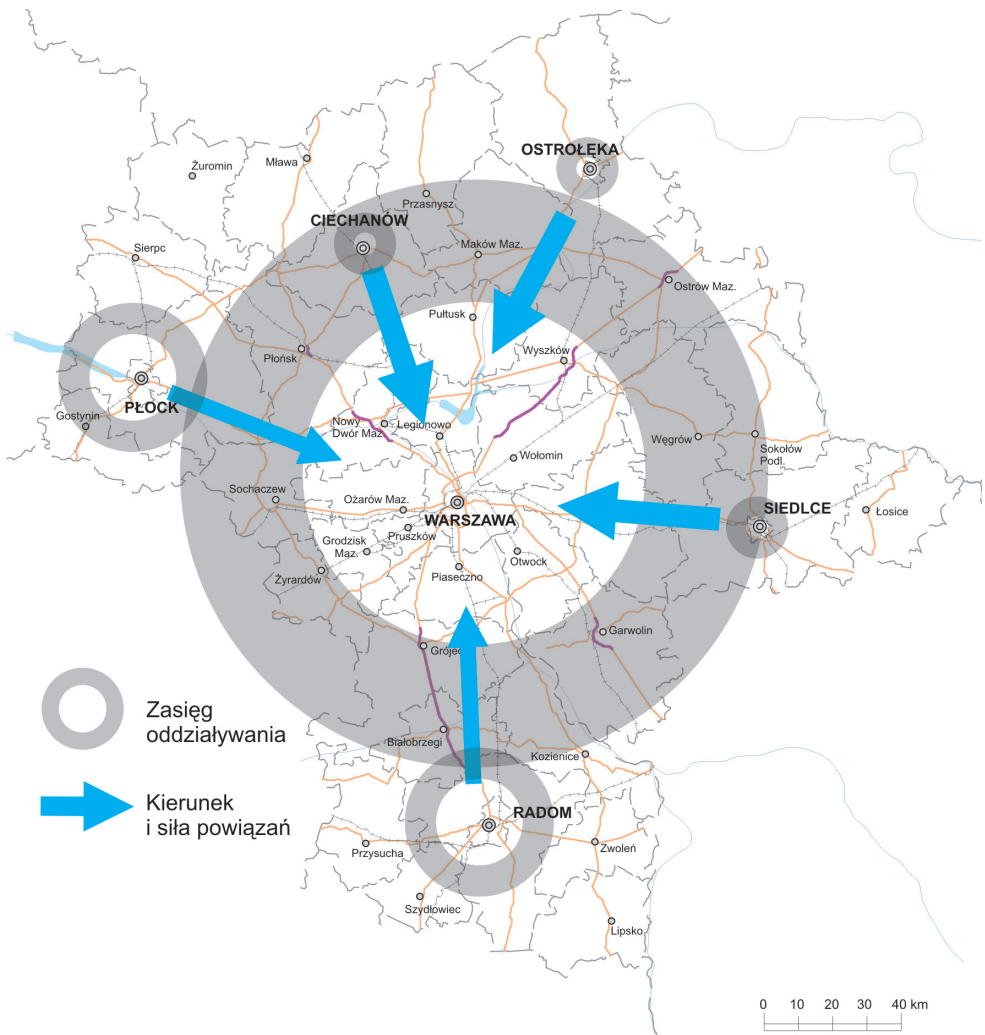 OSTROŁĘKA
Mława
Żuromin
Przasnysz
CIECHANÓW
Maków Maz.
Sierpc
Ostrów Maz.
Pułtusk
Płońsk
Wyszków
PŁOCK
Gostynin
Nowy
Dwór Maz.
Legionowo
Węgrów
Sokołów
Podl.
Wołomin
Sochaczew
Ożarów Maz.
WARSZAWA
SIEDLCE
Łosice
Pruszków
Grodzisk
Maz.
Otwock
Żyrardów
Piaseczno
Garwolin
Grójec
Zasięg
oddziaływania
Białobrzegi
Kozienice
Kierunek
i siła powiązań
RADOM
Przysucha
Zwoleń
Szydłowiec
Lipsko
0 10 20 30 40 km